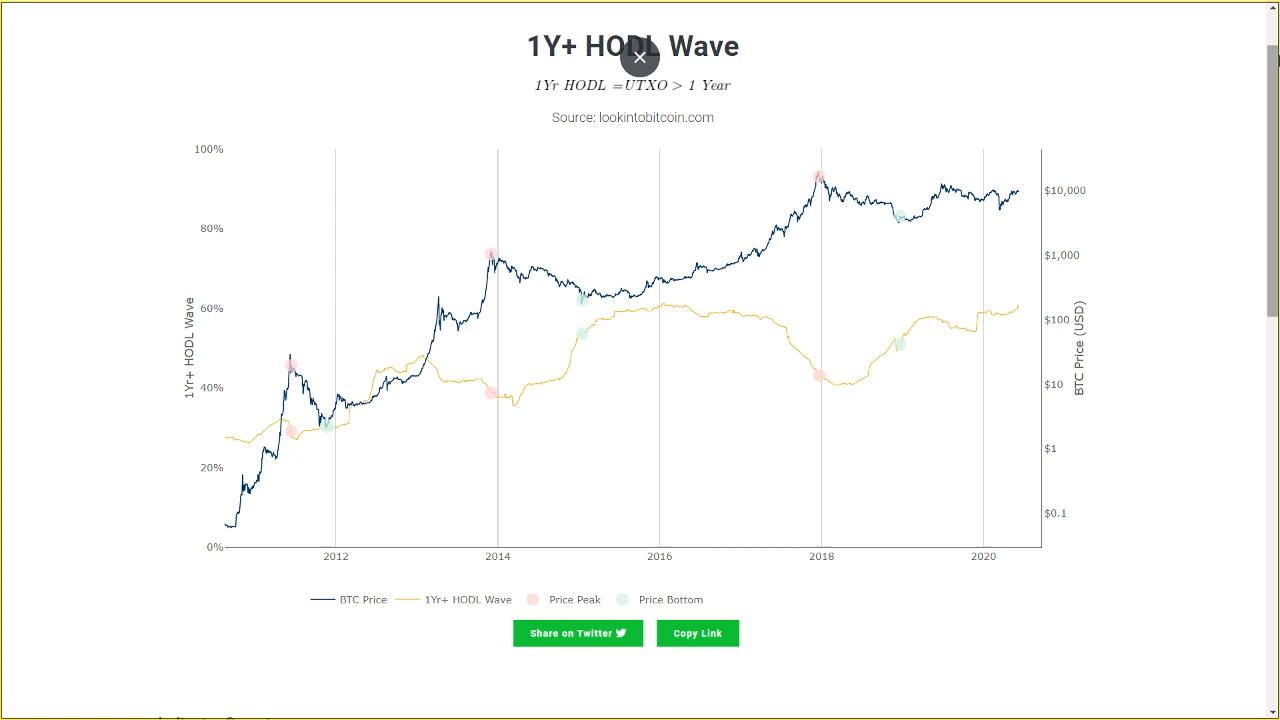 1Y+ HODL Wave
1Yr HODL = UTXO > 1 Year
Source: lookintobitcoin.com
100%
80%
60%
40%
20%
0%
1Yr+ HODL Wave
$10,000
$1,000
$100
$10
$1
$0.1
BTC Price (USD)
2012
2014
2016
2018
2020
BTC Price
1Yr+ HODL Wave
Price Peak
Price Bottom
Share on Twitter
Copy Link